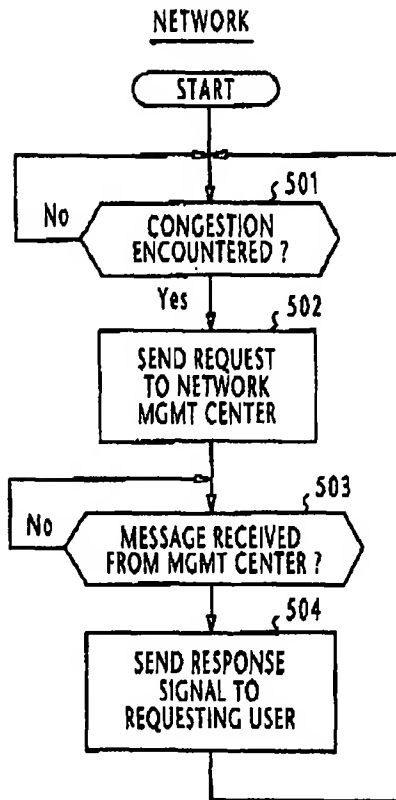 NETWORK
START
501
No
CONGESTION
ENCOUNTERED ?
Yes
502
SEND REQUEST
TO NETWORK
MGMT CENTER
503
No
MESSAGE RECEIVED
FROM MGMT CENTER ?
504
SEND RESPONSE
SIGNAL TO
REQUESTING USER